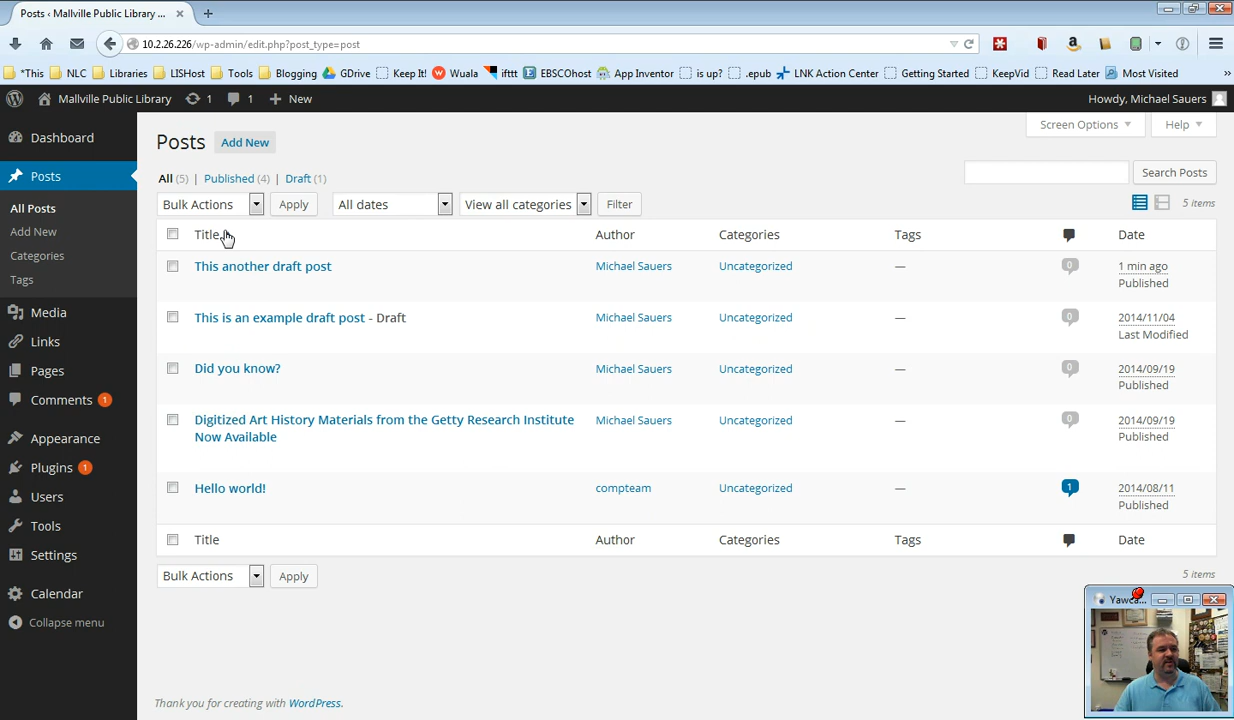 Posts ‹ Mallville Public Library ...
10.2.26.226/wp-admin/edit.php?post_type=post
*This NLC Libraries LISHost Tools Blogging GDrive Keep It! Wuala ifttt EBSCOhost App Inventor is up? .epub LNK Action Center Getting Started KeepVid Read Later Most Visited
Mallville Public Library 1 1 New Howdy, Michael Sauers
Screen Options Help
Dashboard
Posts Add New
Posts
All (5) | Published (4) | Draft (1)
Search Posts
All Posts
Add New
Categories
Tags
Bulk Actions Apply All dates View all categories Filter 5 items
Title Author Categories Tags Date
This another draft post Michael Sauers Uncategorized — 0 1 min ago
Published
This is an example draft post - Draft Michael Sauers Uncategorized — 0 2014/11/04
Last Modified
Did you know? Michael Sauers Uncategorized — 0 2014/09/19
Published
Digitized Art History Materials from the Getty Research Institute Michael Sauers Uncategorized — 0 2014/09/19
Now Available Published
Hello world! compteam Uncategorized — 1 2014/08/11
Published
Title Author Categories Tags Date
Bulk Actions Apply 5 items
Media
Links
Pages
Comments 1
Appearance
Plugins 1
Users
Tools
Settings
Calendar
Collapse menu
Thank you for creating with WordPress.